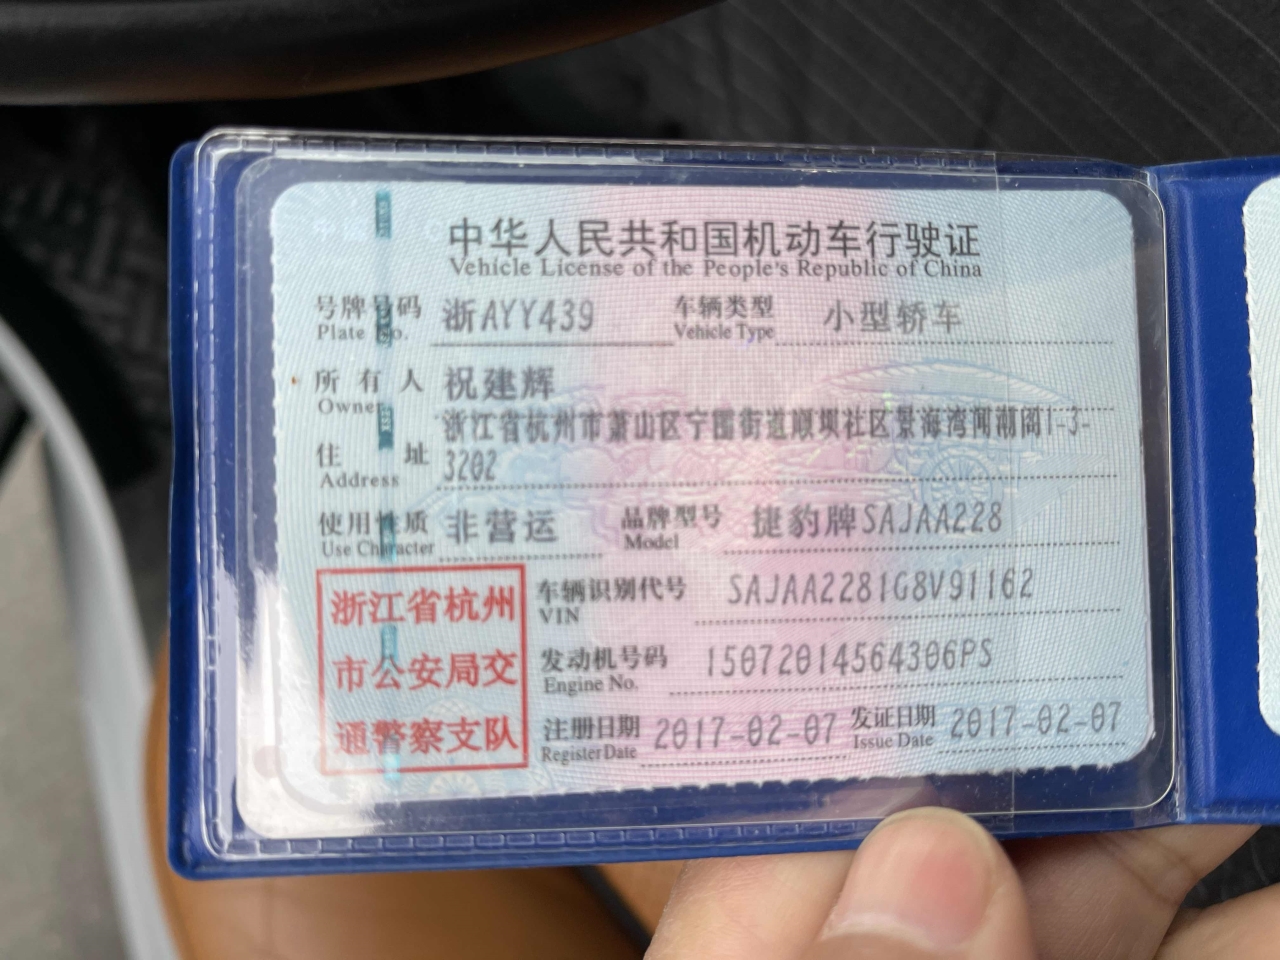 中华人民共和国机动车行驶证
Vehicle License of the People's Republic of China
号牌号码 浙AYY439 车辆类型 小型轿车
Plate No. Vehicle Type
所有人 祝建辉
Owner
浙江省杭州市萧山区宁围街道顺坝社区景海湾闻潮阁1-3-
住址 3202
Address
使用性质 非营运 品牌型号 捷豹牌SAJAA228
Use Character Model
浙江省杭州 车辆识别代号 SAJAA2281G8V91162
VIN
市公安局交 发动机号码 15072014564306PS
Engine No.
通警察支队 注册日期 2017-02-07 发证日期 2017-02-07
Register Date Issue Date